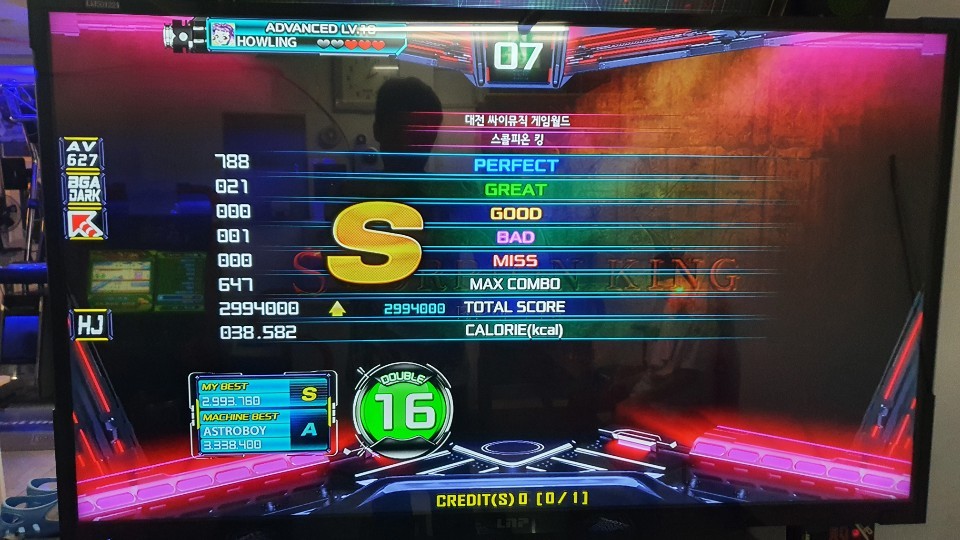 ADVANCED LV.10
HOWLING
07
대전 싸이뮤직 게임월드
스콜피온 킹
AV
627
BGA
DARK
HJ
788 PERFECT
021 GREAT
000 GOOD
001 BAD
000 MISS
647 MAX COMBO
2994000 2994000 TOTAL SCORE
038.582 CALORIE(kcal)
S
KING
MY BEST
2.993.760 S
MACHINE BEST
ASTROBOY A
3.338.400
DOUBLE
16
CREDIT(S) 0 [0/1]